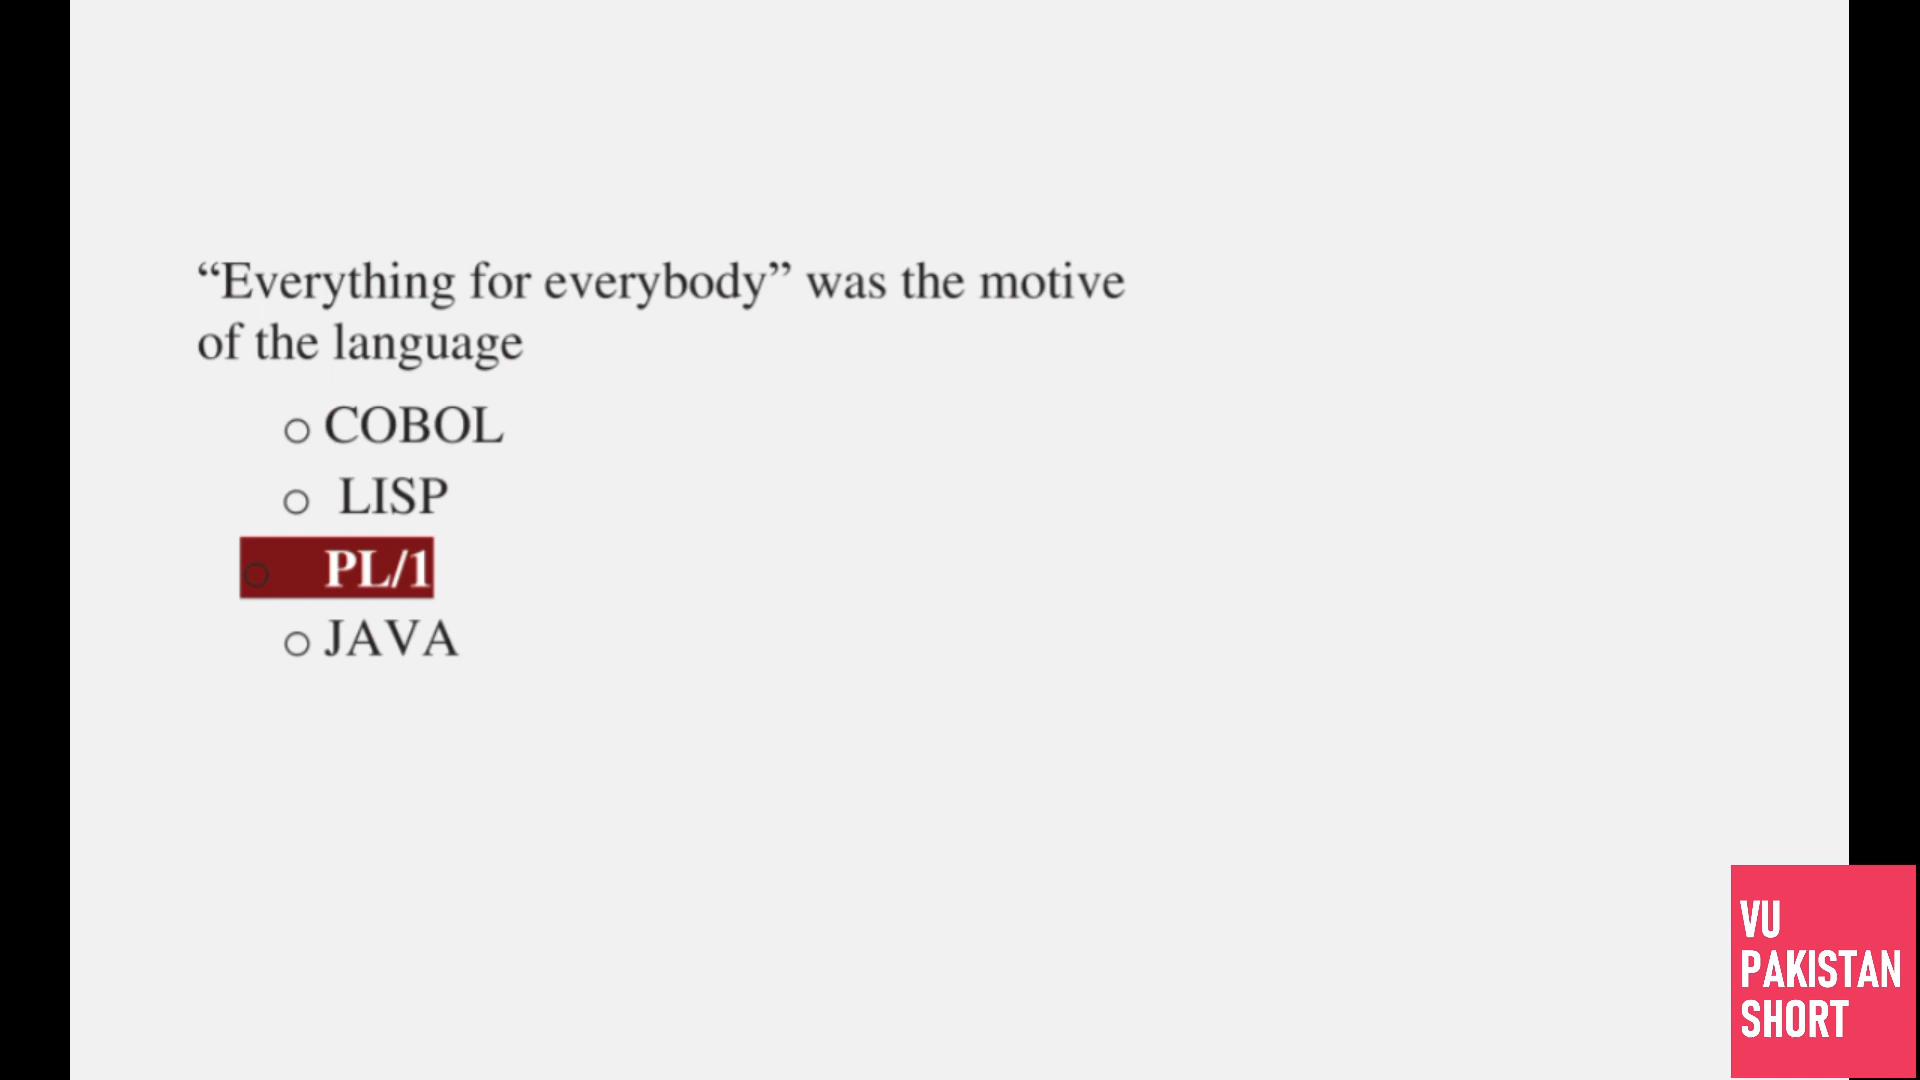 “Everything for everybody” was the motive
of the language
○ COBOL
○ LISP
○ PL/1
○ JAVA
VU
PAKISTAN
SHORT